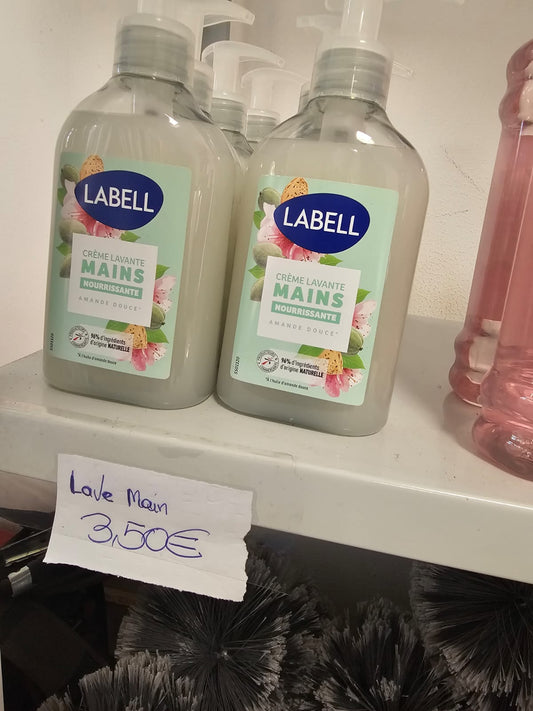 LABELL
CRÈME LAVANTE
MAINS
NOURRISSANTE
AMANDE DOUCE*
96% d'ingrédients
d'origine NATURELLE
*À l'huile d'amande douce
LABELL
CRÈME LAVANTE
MAINS
NOURRISSANTE
AMANDE DOUCE*
96% d'ingrédients
d'origine NATURELLE
*À l'huile d'amande douce
Lave Main
3,50€